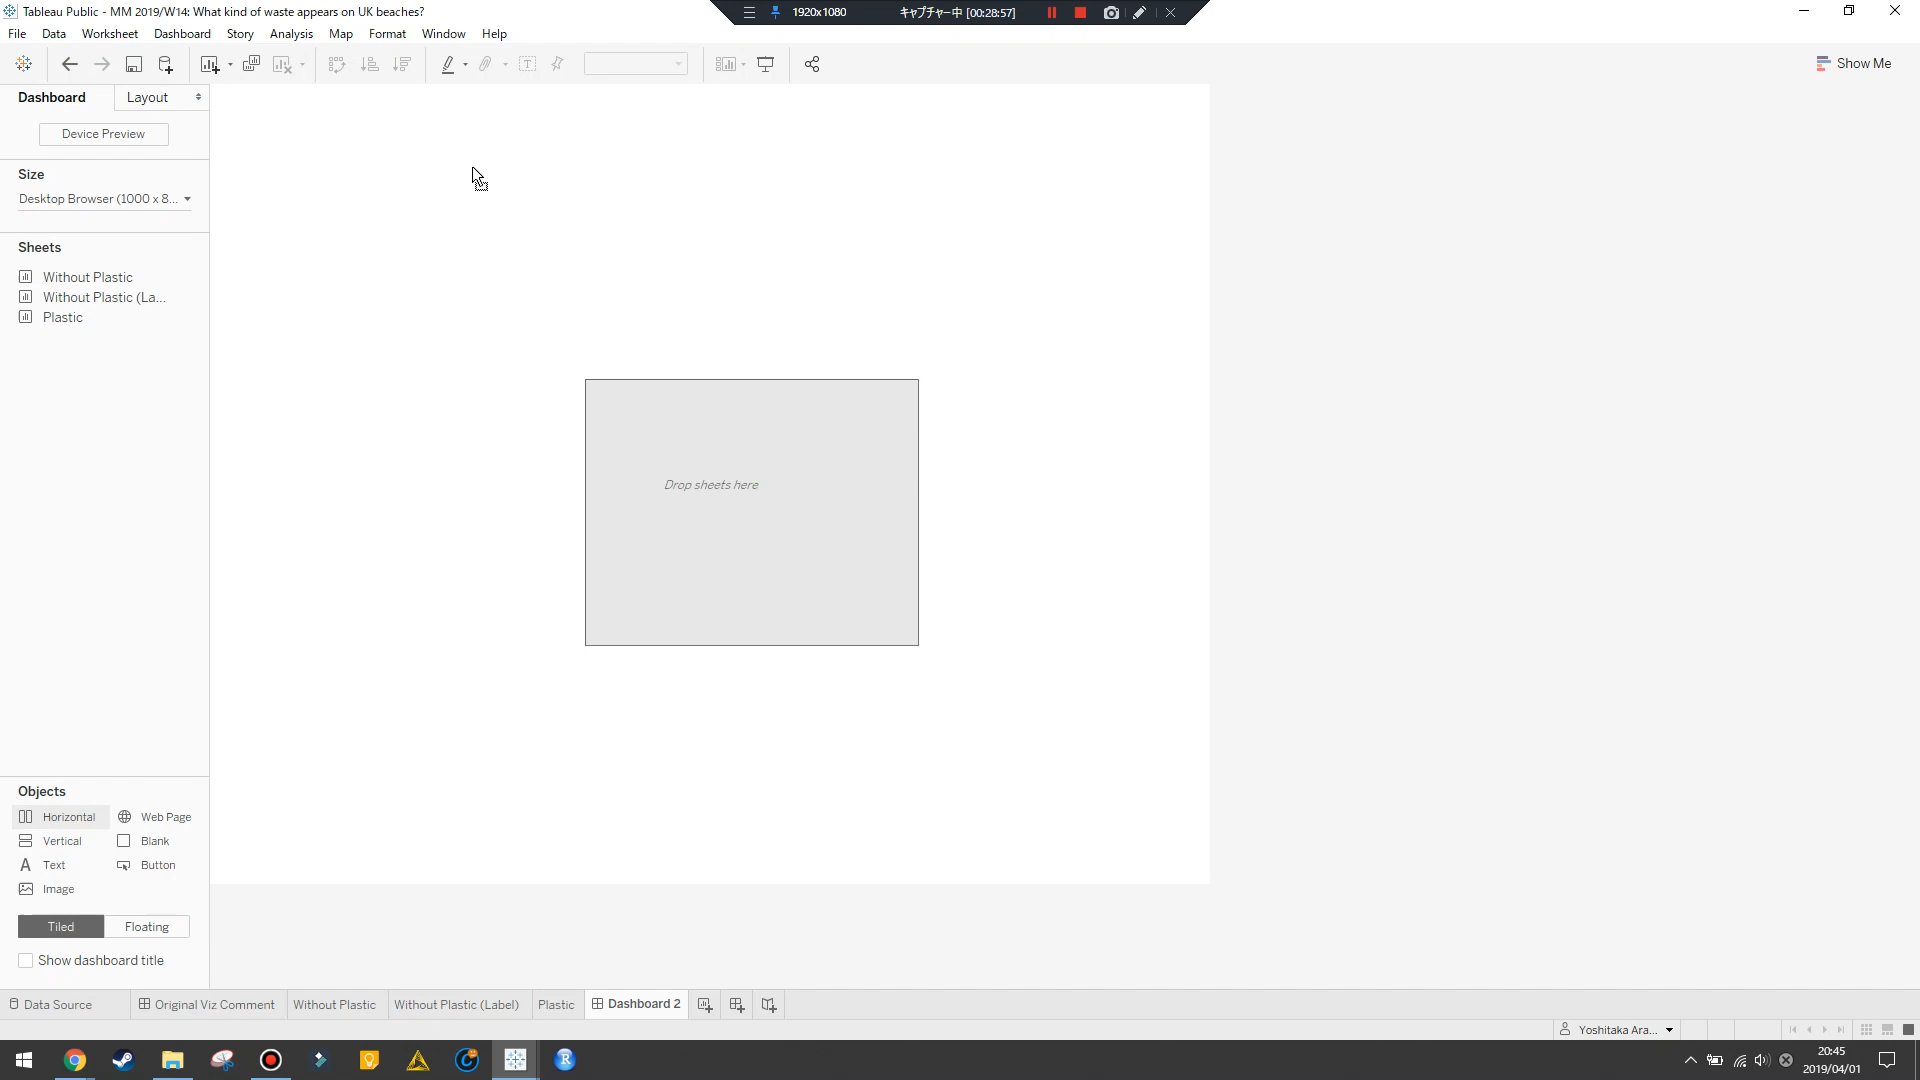 Tableau Public - MM 2019/W14: What kind of waste appears on UK beaches?
1920x1080
キャプチャー中 [00:28:57]
File Data Worksheet Dashboard Story Analysis Map Format Window Help
Show Me
Dashboard
Layout
Device Preview
Size
Desktop Browser (1000 x 8...
Sheets
Without Plastic
Without Plastic (La...
Plastic
Drop sheets here
Objects
Horizontal
Web Page
Vertical
Blank
Text
Button
Image
Tiled
Floating
Show dashboard title
Data Source
Original Viz Comment
Without Plastic
Without Plastic (Label)
Plastic
Dashboard 2
Yoshitaka Ara...
20:45
2019/04/01